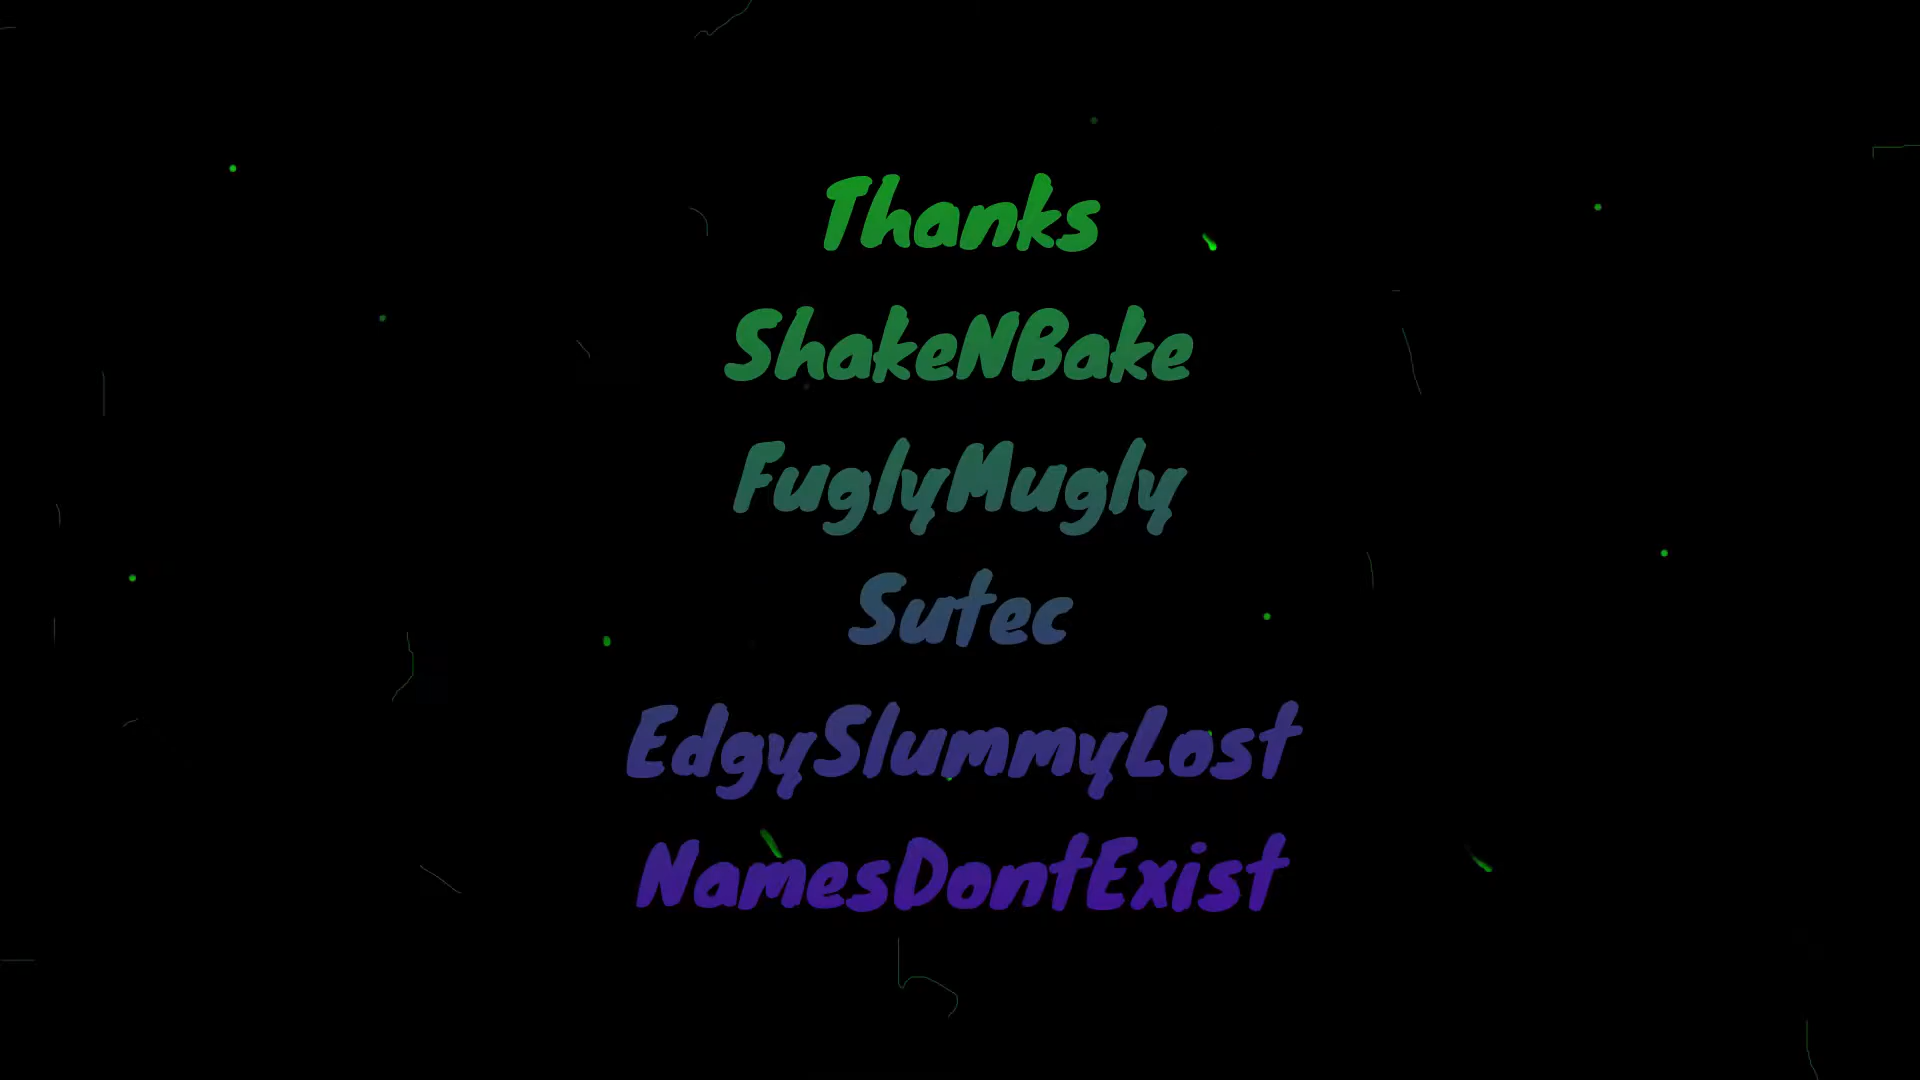 Thanks
ShakeNBake
FuglyMugly
Sutec
EdgySlummyLost
NamesDontExist